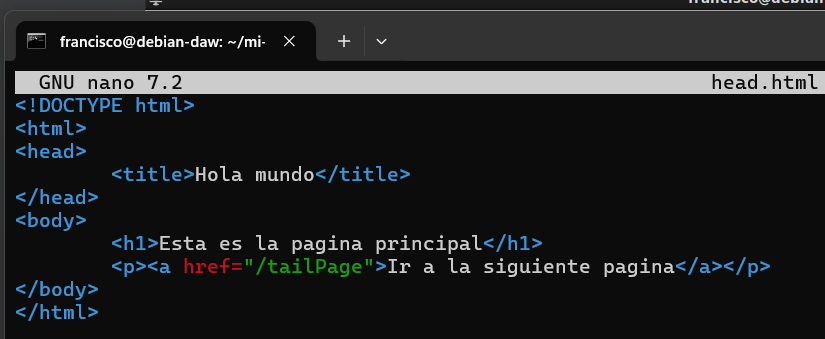 francisco@debian
francisco@debian-daw: ~/mi-
GNU nano 7.2 head.html
<!DOCTYPE html>
<html>
<head>
<title>Hola mundo</title>
</head>
<body>
<h1>Esta es la pagina principal</h1>
<p><a href="/tailPage">Ir a la siguiente pagina</a></p>
</body>
</html>